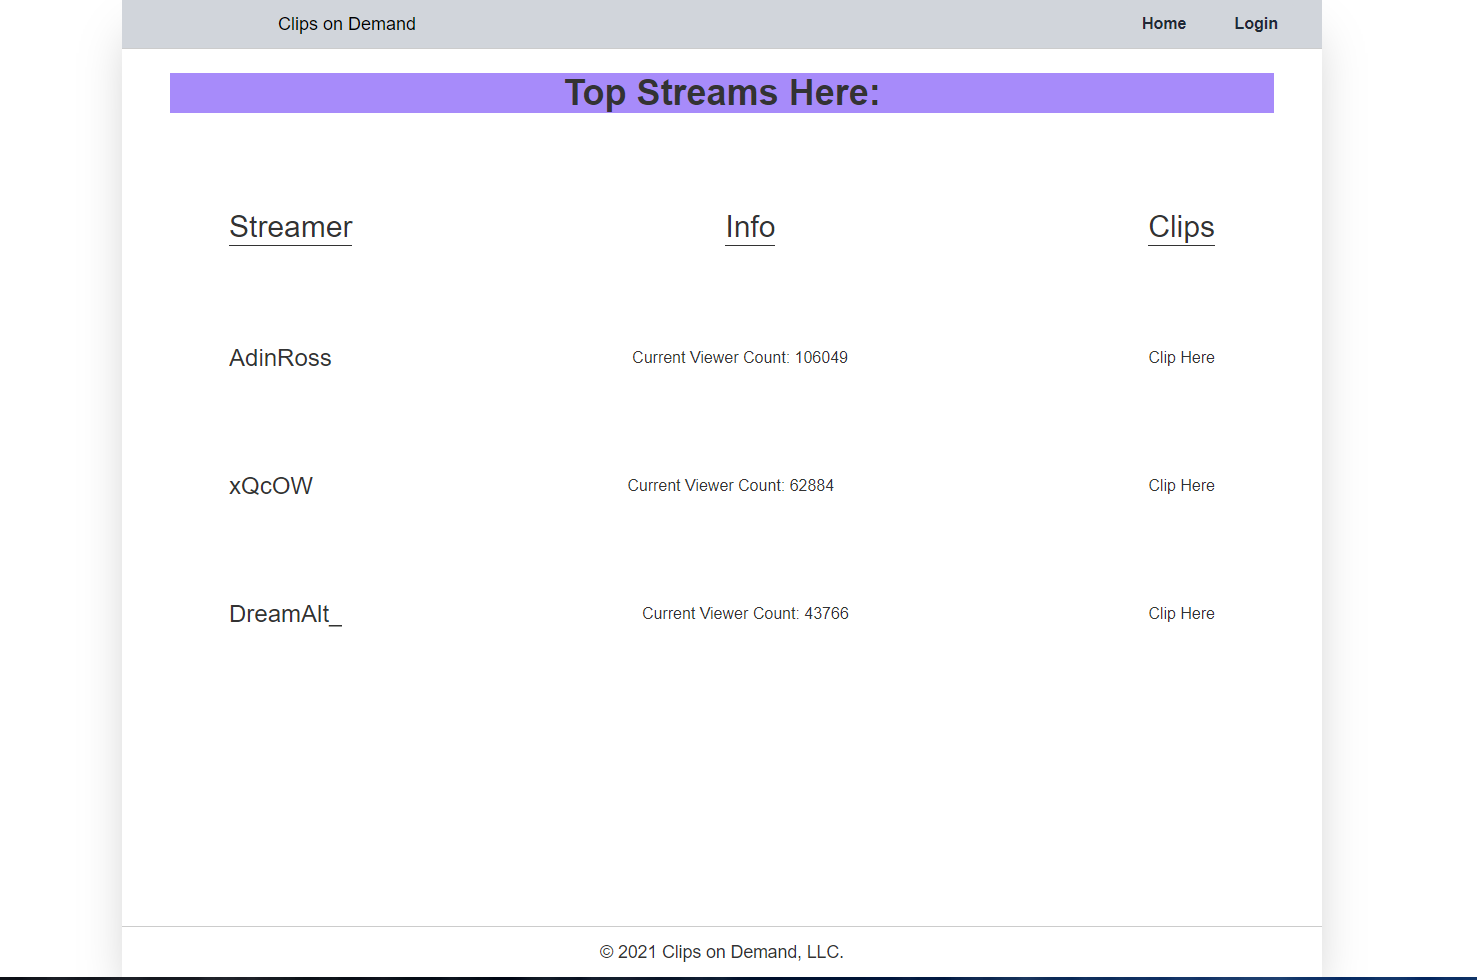 Clips on Demand Home Login
Top Streams Here:
Streamer Info Clips
AdinRoss Current Viewer Count: 106049 Clip Here
xQcOW Current Viewer Count: 62884 Clip Here
DreamAlt_ Current Viewer Count: 43766 Clip Here
© 2021 Clips on Demand, LLC.